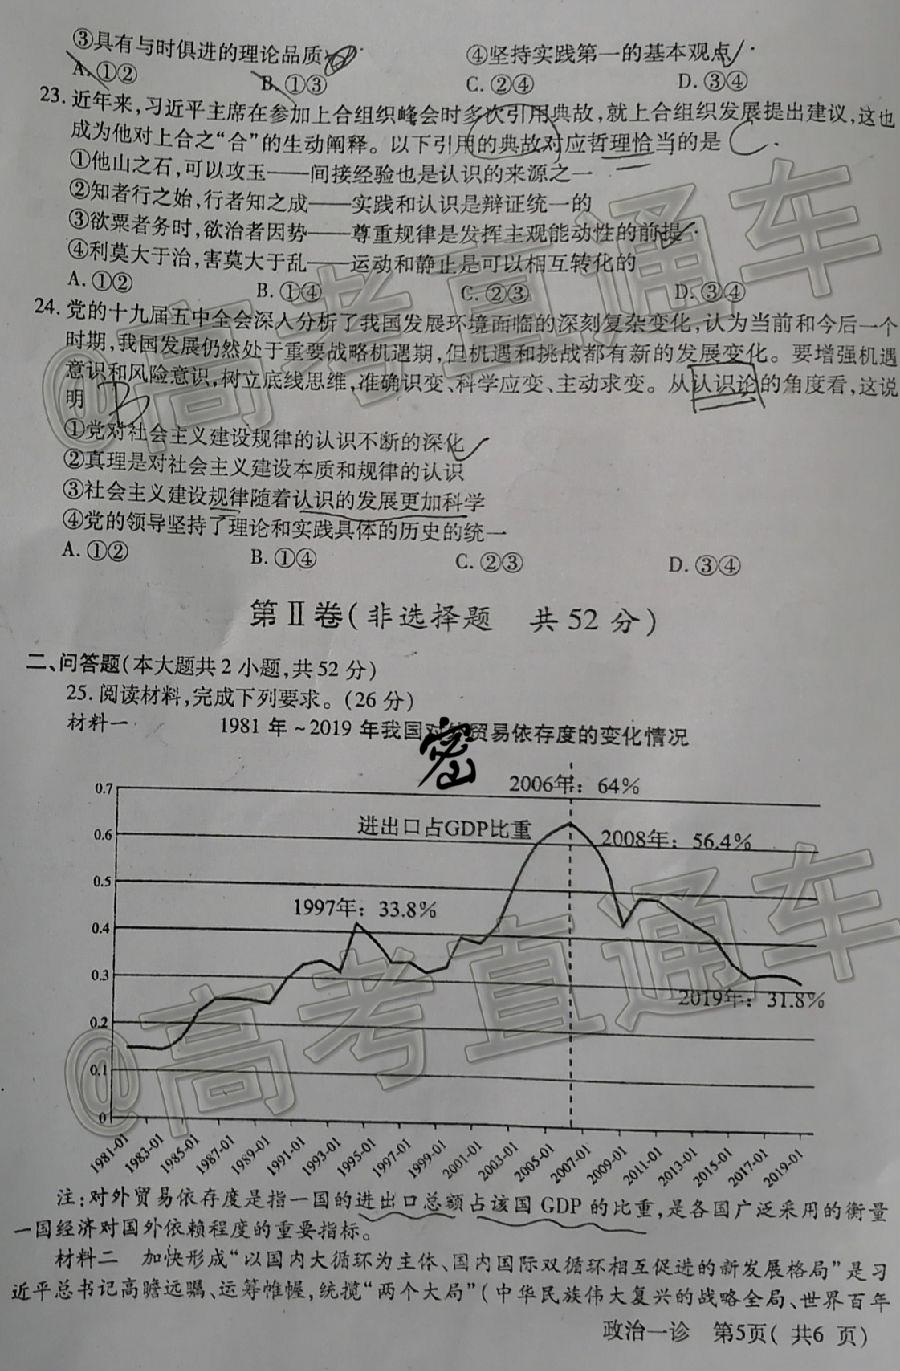 ③具有与时俱进的理论品质 ④坚持实践第一的基本观点
A. ①② B. ①③ C. ②④ D. ③④
23. 近年来,习近平主席在参加上合组织峰会时多次引用典故,就上合组织发展提出建议,这也
成为他对上合之“合”的生动阐释。以下引用的典故对应哲理恰当的是
①他山之石,可以攻玉——间接经验也是认识的来源之一
②知者行之始,行者知之成——实践和认识是辩证统一的
③欲粟者务时,欲治者因势——尊重规律是发挥主观能动性的前提
④利莫大于治,害莫大于乱——运动和静止是可以相互转化的
A. ①② B. ①④ C. ②③ D. ③④
24. 党的十九届五中全会深入分析了我国发展环境面临的深刻复杂变化,认为当前和今后一个
时期,我国发展仍然处于重要战略机遇期,但机遇和挑战都有新的发展变化。要增强机遇
意识和风险意识,树立底线思维,准确识变、科学应变、主动求变。从认识论的角度看,这说
明 B
①党对社会主义建设规律的认识不断的深化
②真理是对社会主义建设本质和规律的认识
③社会主义建设规律随着认识的发展更加科学
④党的领导坚持了理论和实践具体的历史的统一
A. ①② B. ①④ C. ②③ D. ③④
第Ⅱ卷(非选择题 共52分)
二、问答题(本大题共2小题,共52分)
25. 阅读材料,完成下列要求。(26分)
材料一 1981年~2019年我国对外贸易依存度的变化情况
密
2006年:64%
0.7
进出口占GDP比重
0.6
2008年:56.4%
0.5
1997年:33.8%
0.4
0.3
2019年:31.8%
0.2
0.1
0
1981-01 1983-01 1985-01 1987-01 1989-01 1991-01 1993-01 1995-01 1997-01 1999-01 2001-01 2003-01 2005-01 2007-01 2009-01 2011-01 2013-01 2015-01 2017-01 2019-01
注:对外贸易依存度是指一国的进出口总额占该国GDP的比重,是各国广泛采用的衡量
一国经济对国外依赖程度的重要指标。
材料二 加快形成“以国内大循环为主体、国内国际双循环相互促进的新发展格局”是习
近平总书记高瞻远瞩、运筹帷幄,统揽“两个大局”(中华民族伟大复兴的战略全局、世界百年
政治一诊 第5页(共6页)
@高考直通车
@高考直通车